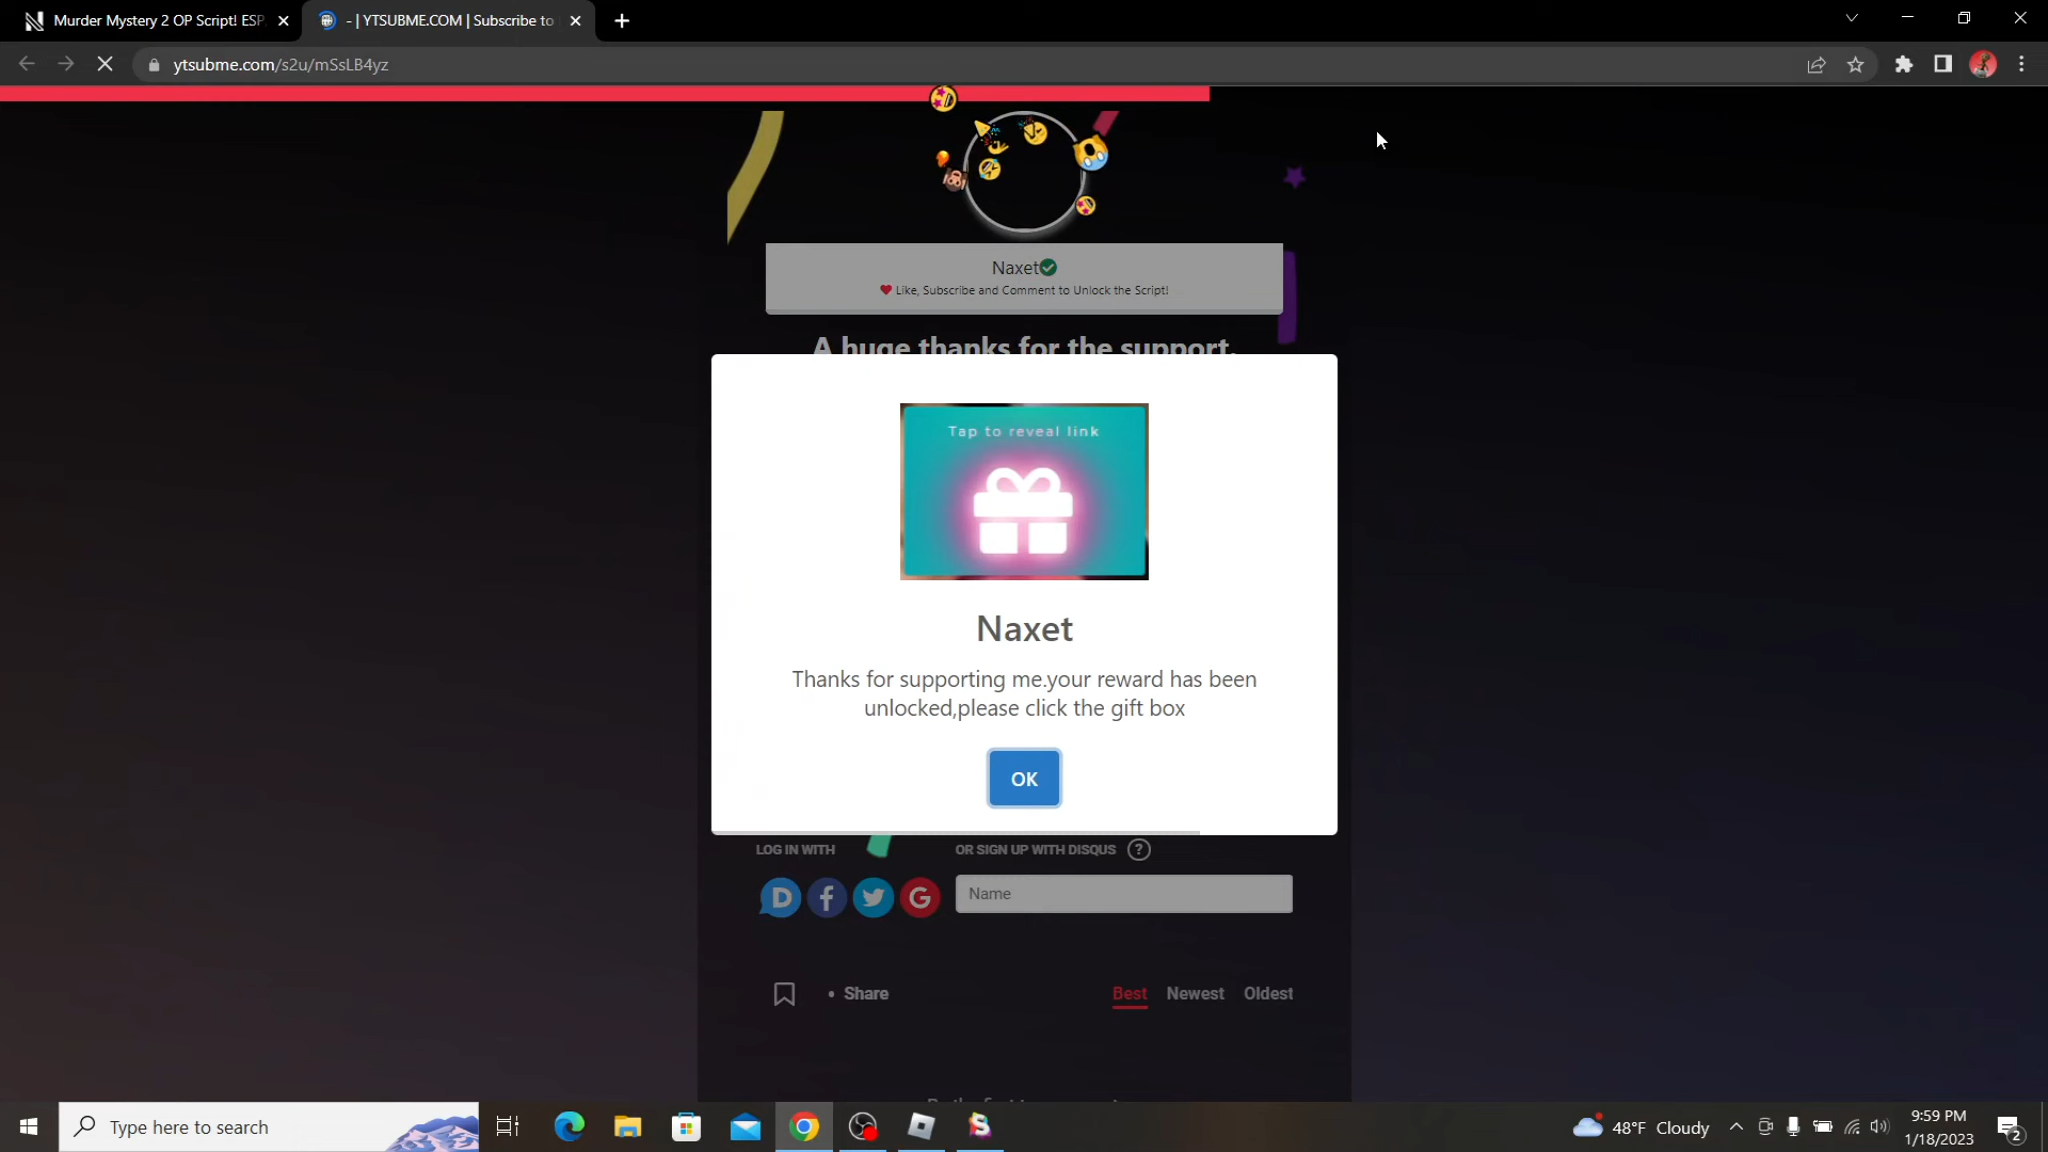 Murder Mystery 2 OP Script! ESP
- | YTSUBME.COM | Subscribe to
ytsubme.com/s2u/mSsLB4yz
Naxet
Like, Subscribe and Comment to Unlock the Script!
A huge thanks for the support.
Tap to reveal link
Naxet
Thanks for supporting me.your reward has been
unlocked,please click the gift box
OK
LOG IN WITH
OR SIGN UP WITH DISQUS ?
Name
• Share
Best Newest Oldest
Type here to search
48°F Cloudy
9:59 PM
1/18/2023
2